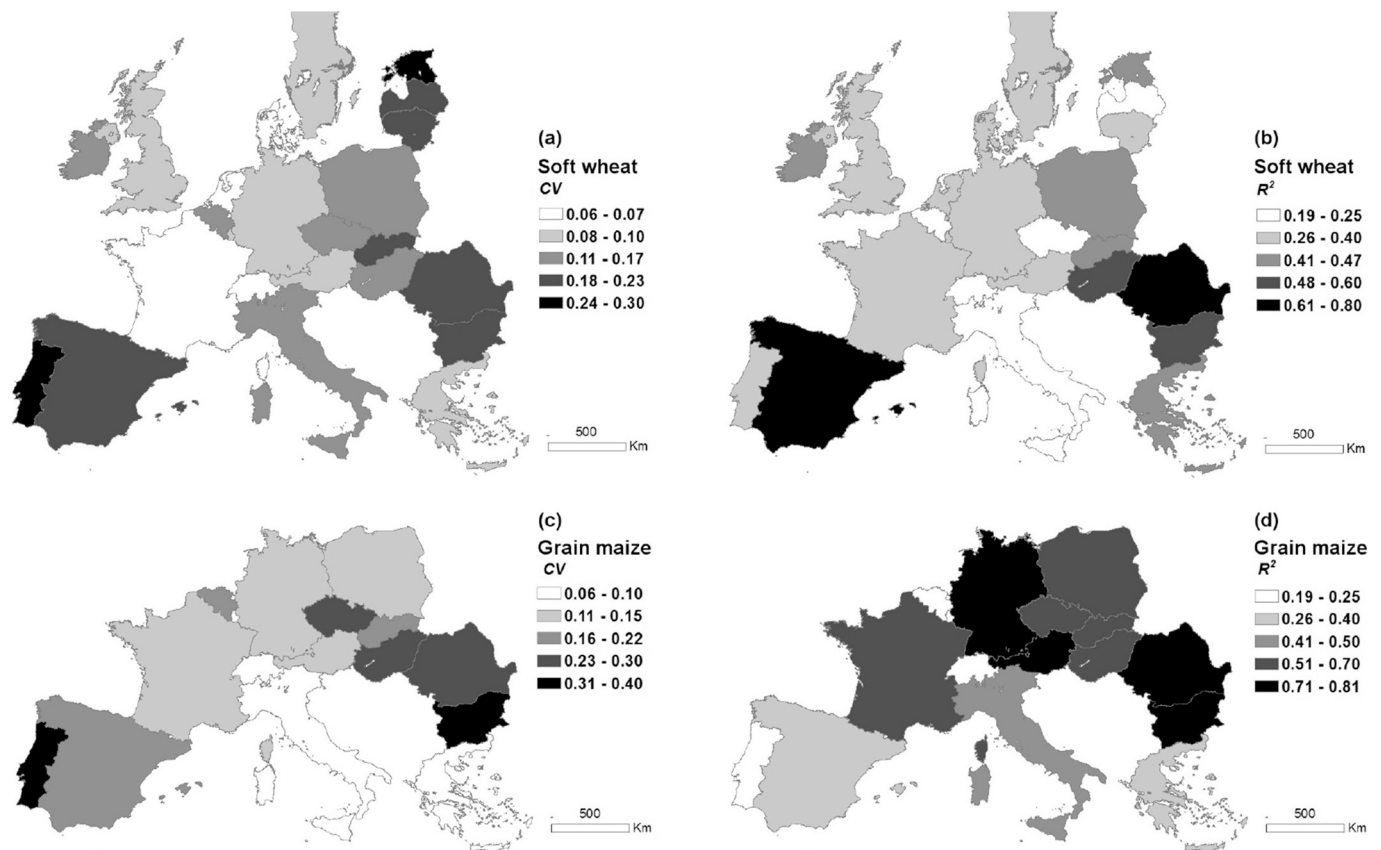 (a)
Soft wheat
CV
0.06 - 0.07
0.08 - 0.10
0.11 - 0.17
0.18 - 0.23
0.24 - 0.30
500
Km
(b)
Soft wheat
R²
0.19 - 0.25
0.26 - 0.40
0.41 - 0.47
0.48 - 0.60
0.61 - 0.80
500
Km
(c)
Grain maize
CV
0.06 - 0.10
0.11 - 0.15
0.16 - 0.22
0.23 - 0.30
0.31 - 0.40
500
Km
(d)
Grain maize
R²
0.19 - 0.25
0.26 - 0.40
0.41 - 0.50
0.51 - 0.70
0.71 - 0.81
500
Km